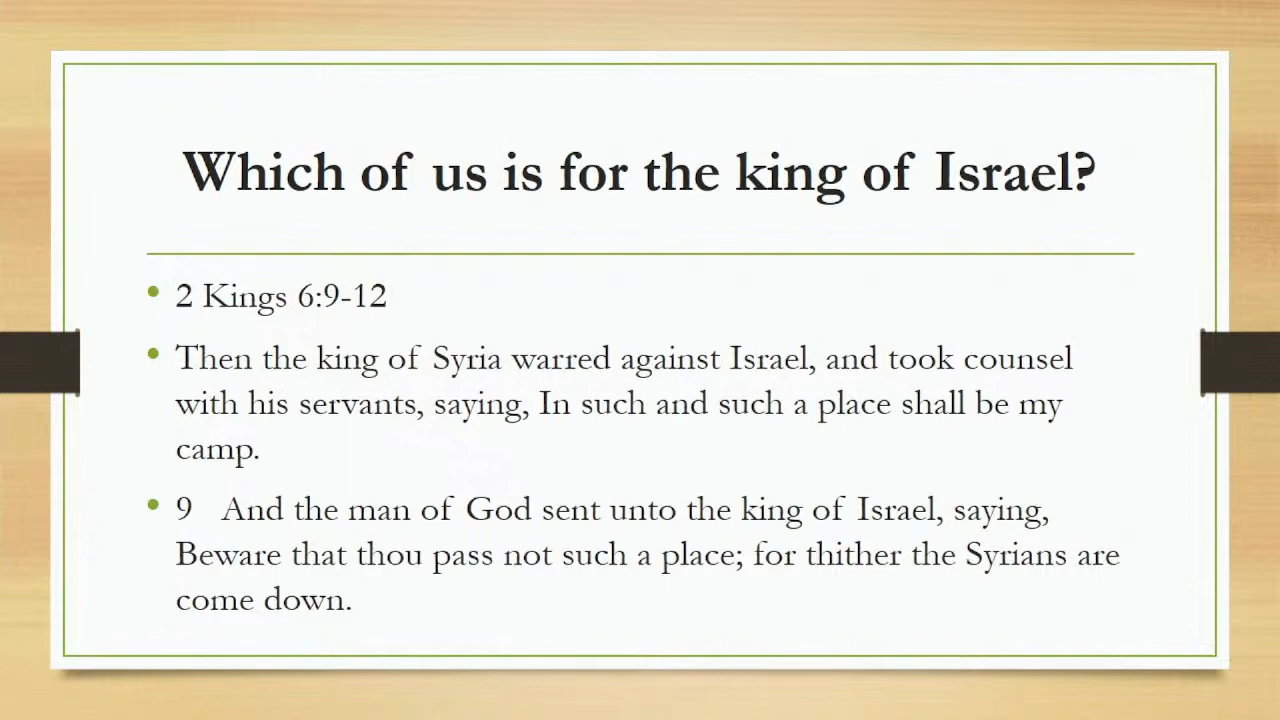 Which of us is for the king of Israel?
• 2 Kings 6:9-12
• Then the king of Syria warred against Israel, and took counsel
with his servants, saying, In such and such a place shall be my
camp.
• 9 And the man of God sent unto the king of Israel, saying,
Beware that thou pass not such a place; for thither the Syrians are
come down.